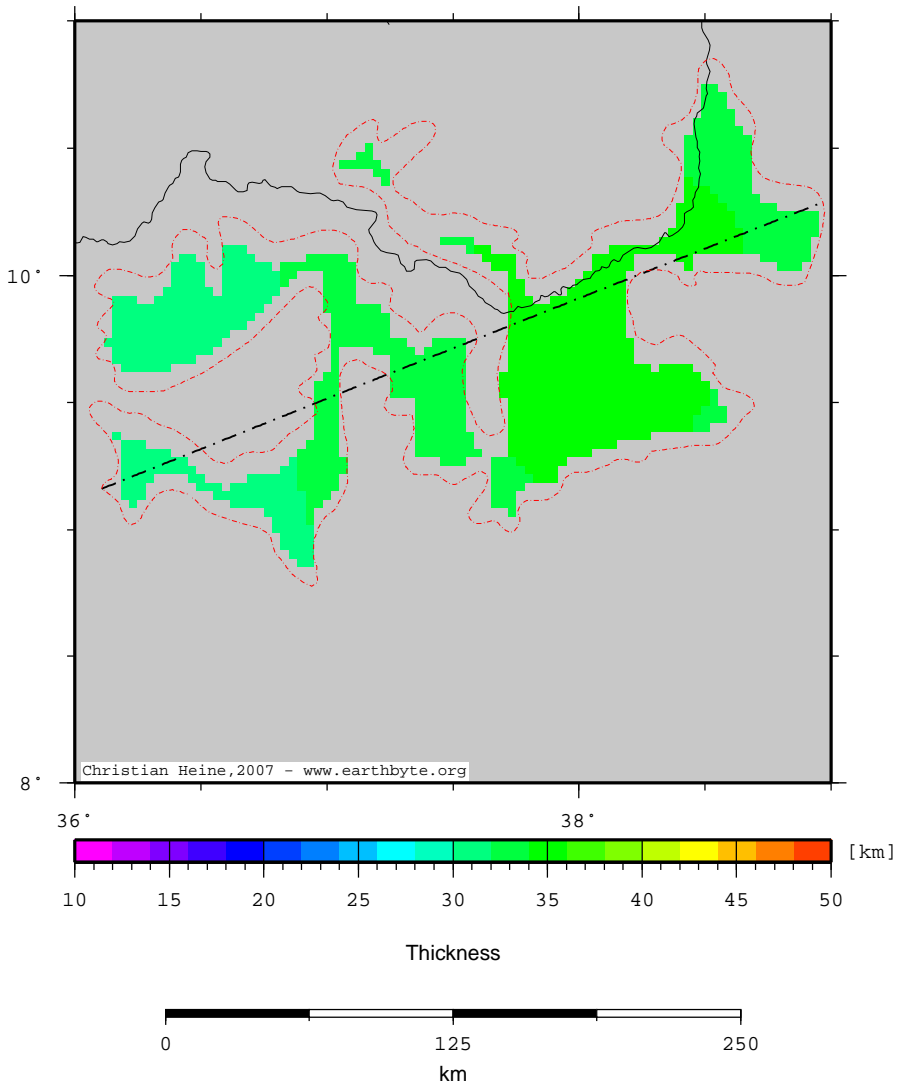 10°
8°
Christian Heine,2007 - www.earthbyte.org
36° 38°
[km]
10 15 20 25 30 35 40 45 50
Thickness
0 125 250
km